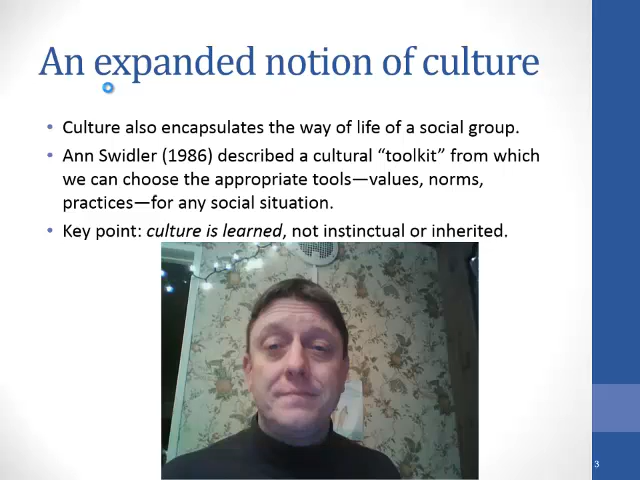 An expanded notion of culture
• Culture also encapsulates the way of life of a social group.
• Ann Swidler (1986) described a cultural “toolkit” from which
we can choose the appropriate tools—values, norms,
practices—for any social situation.
• Key point: culture is learned, not instinctual or inherited.
3